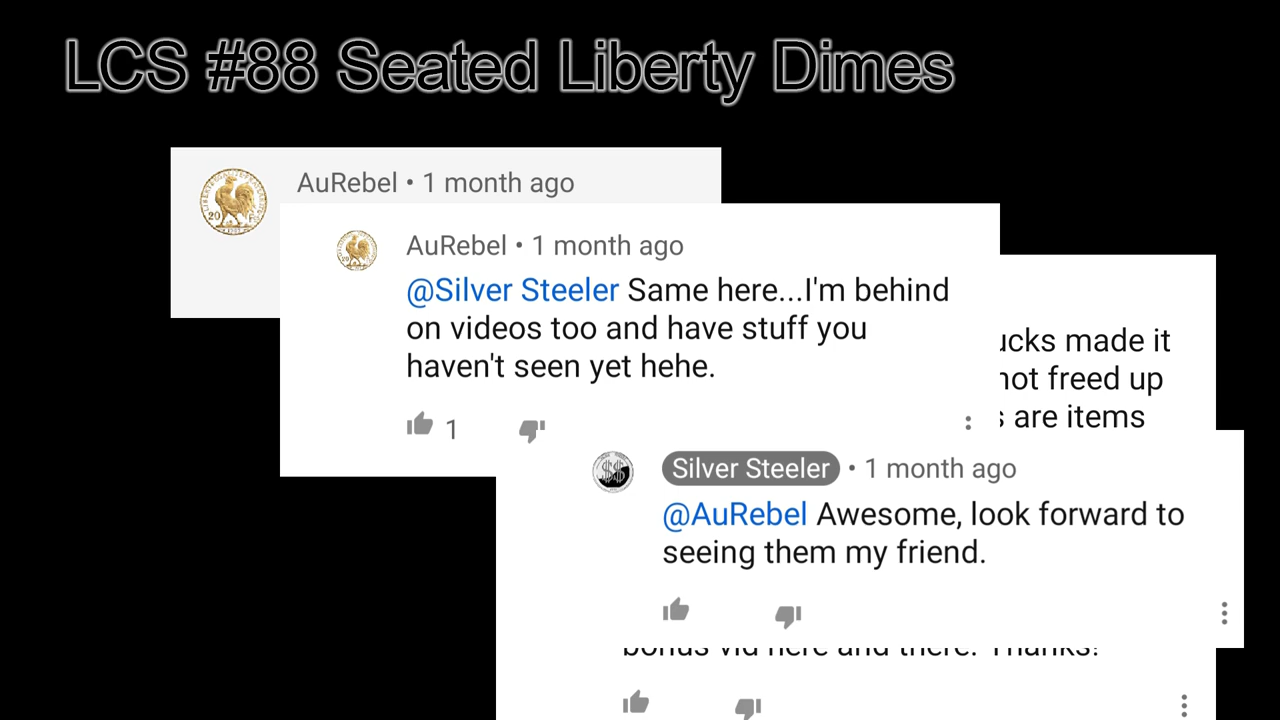 LCS #88 Seated Liberty Dimes
AuRebel • 1 month ago
AuRebel • 1 month ago
@Silver Steeler Same here...I'm behind
on videos too and have stuff you
haven't seen yet hehe.
1
made it
not freed up
are items
Silver Steeler • 1 month ago
@AuRebel Awesome, look forward to
seeing them my friend.
bonus vid here and there. Thanks!